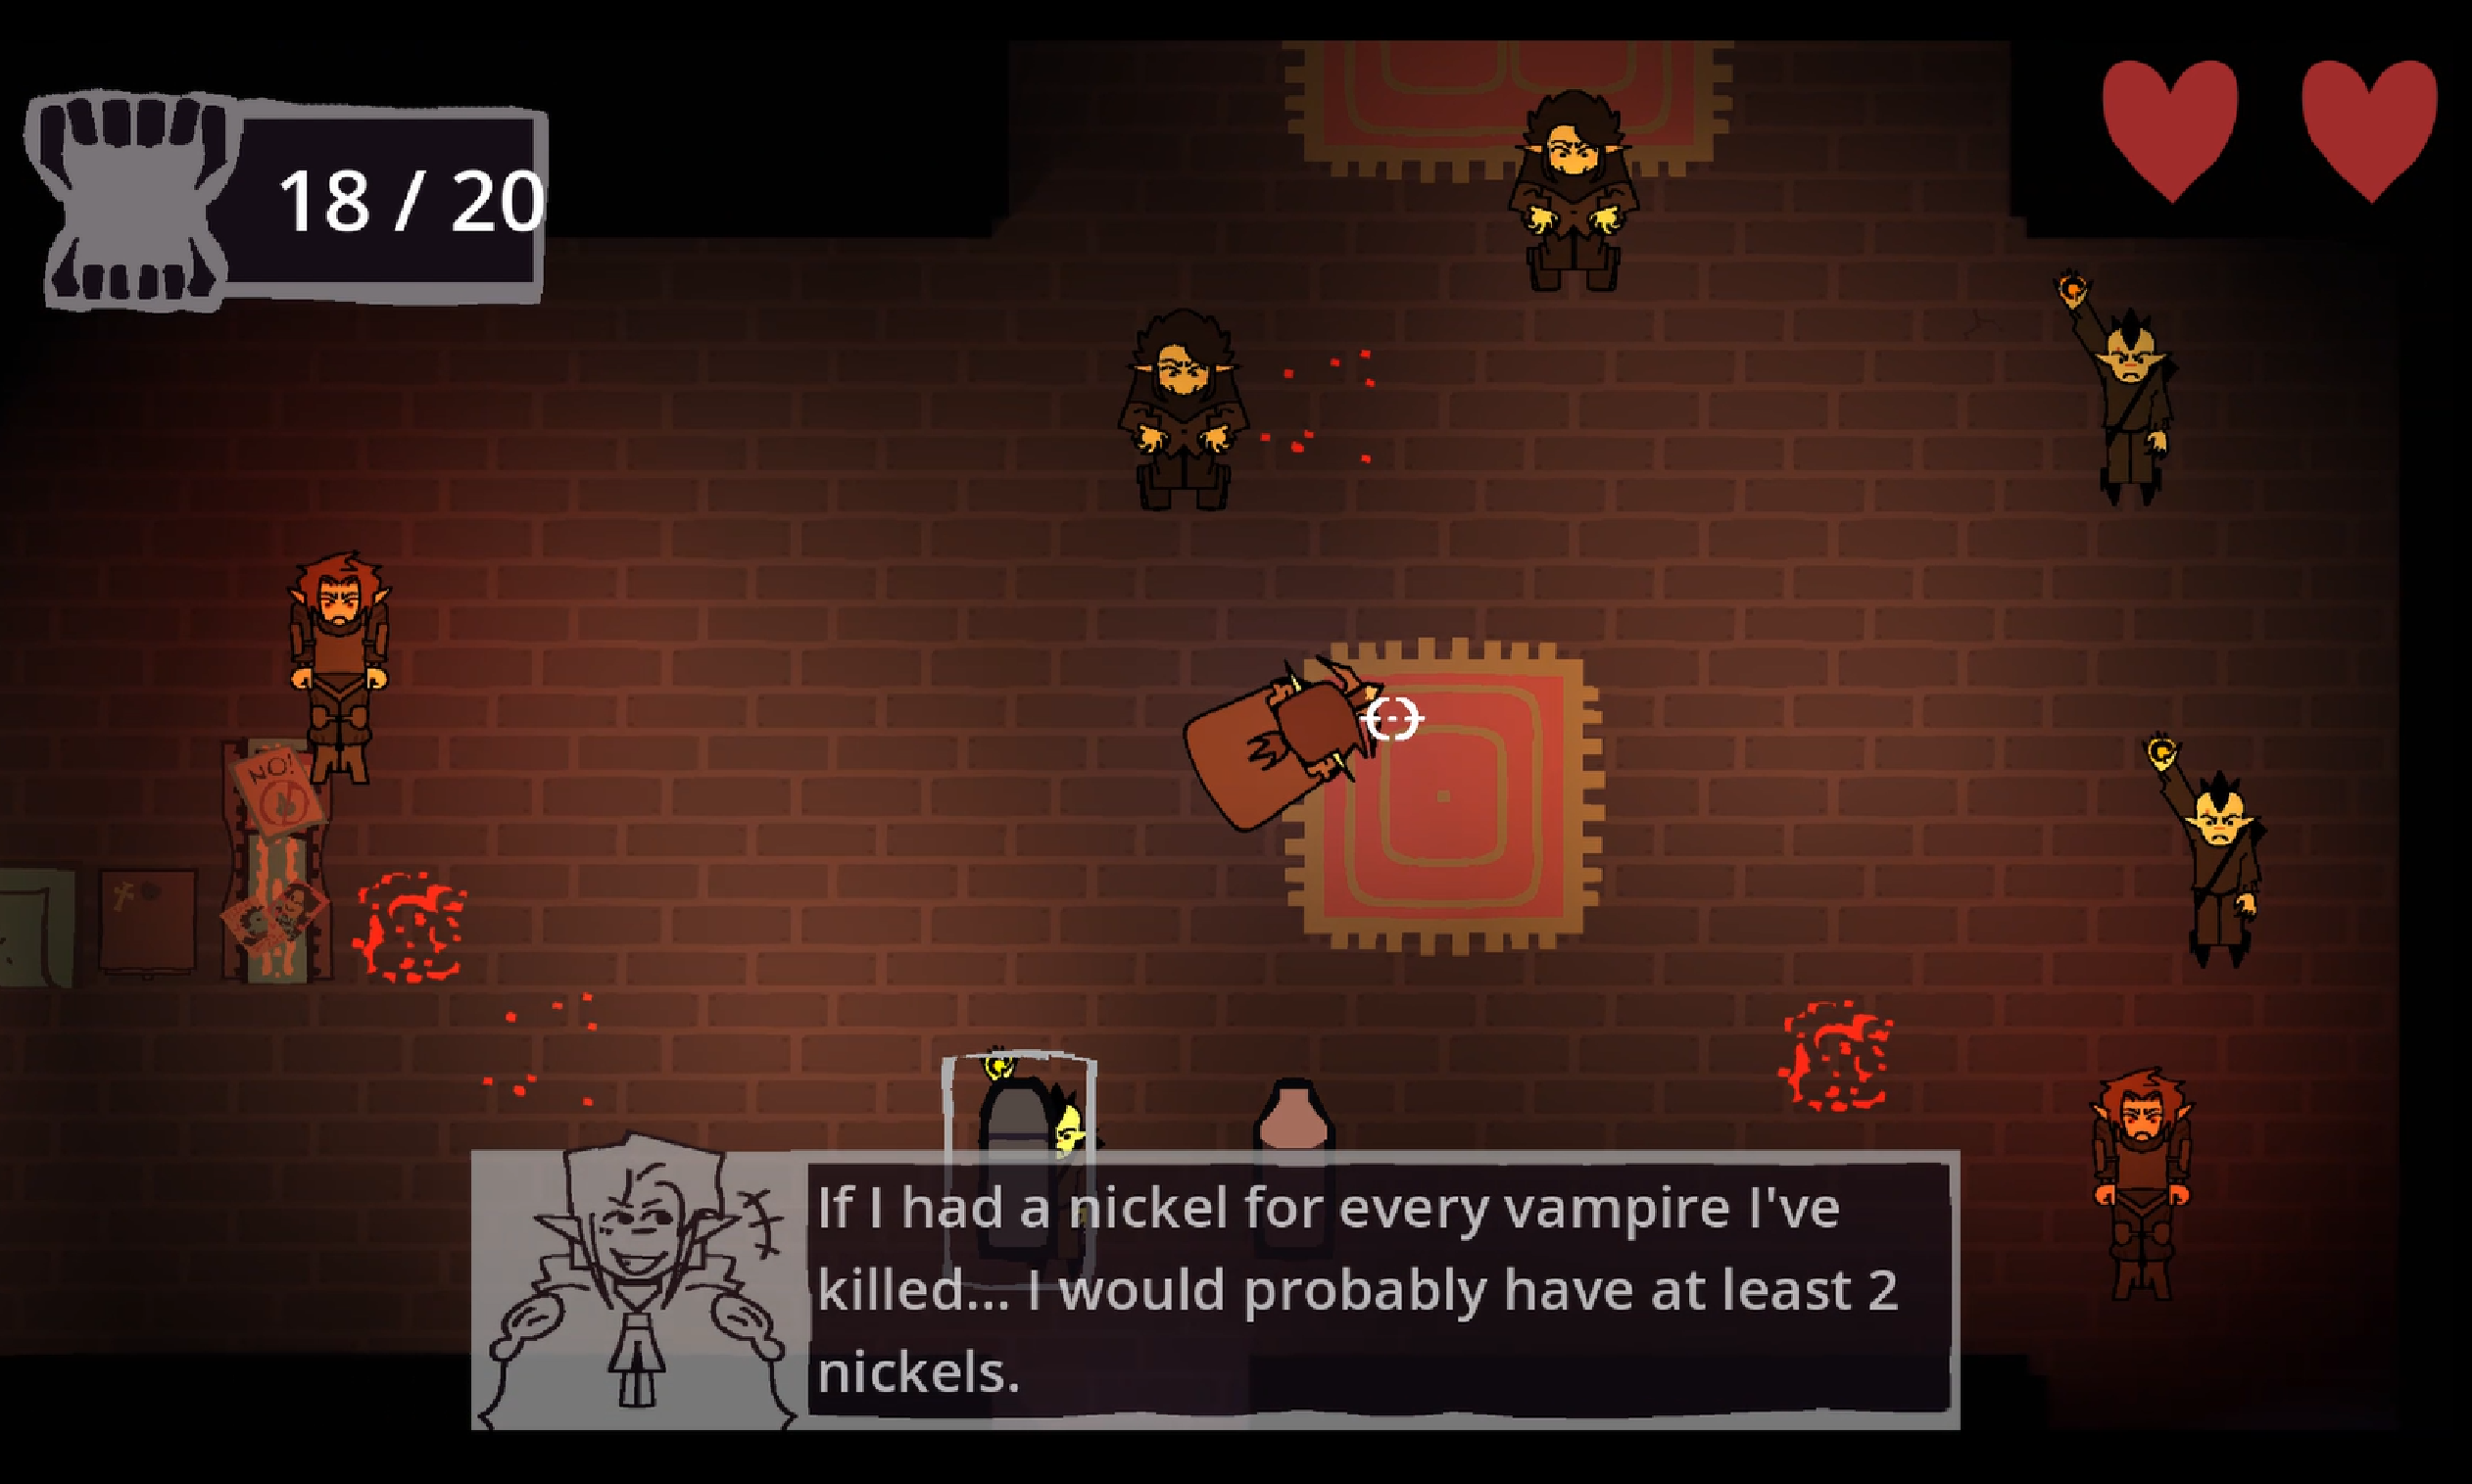 18 / 20
NO!
If I had a nickel for every vampire I've
killed... I would probably have at least 2
nickels.